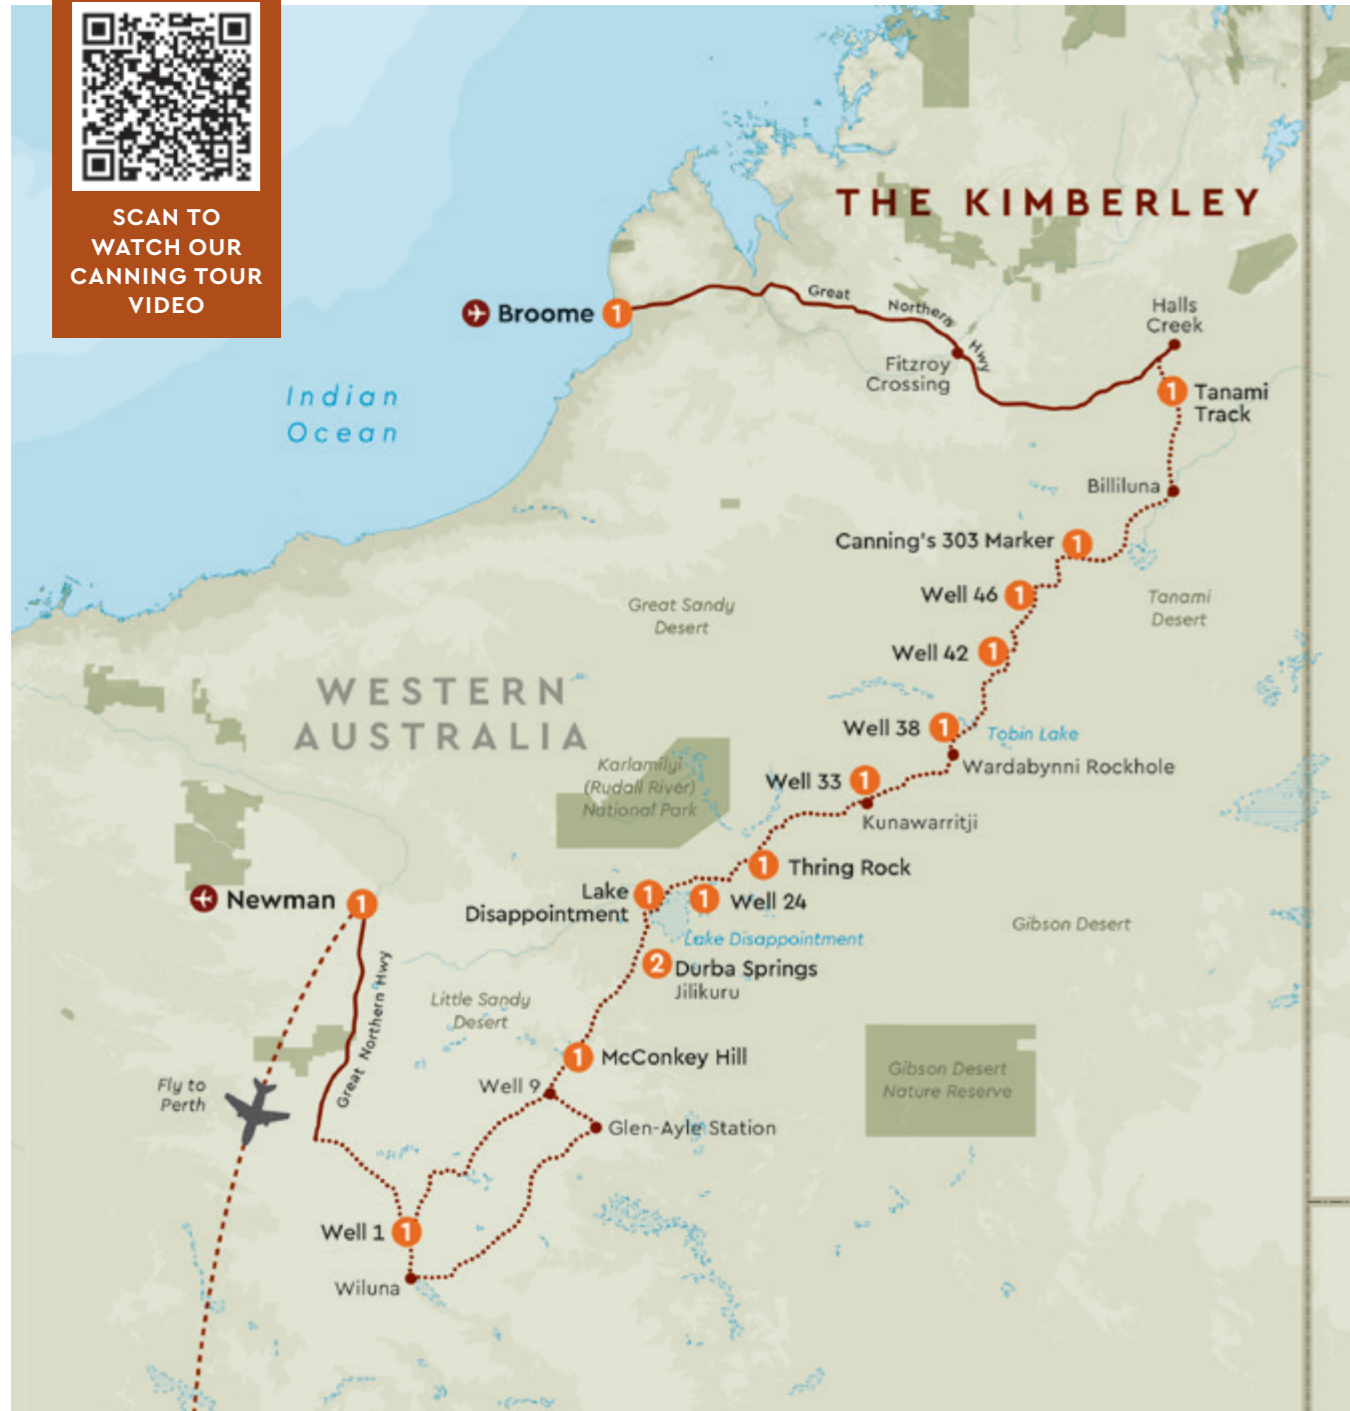 SCAN TO
WATCH OUR
CANNING TOUR
VIDEO
THE KIMBERLEY
Broome 1
Great
Northern
Hwy
Halls
Creek
Fitzroy
Crossing
1 Tanami
Track
Indian
Ocean
Billiluna
Canning's 303 Marker 1
Well 46 1
Great Sandy
Desert
Tanami
Desert
Well 42 1
WESTERN
AUSTRALIA
Well 38 1
Tobin Lake
Wardabynni Rockhole
Karlamilyi
(Rudall River)
National Park
Well 33 1
Kunawarritji
1 Thring Rock
Newman 1
Lake
Disappointment
1
1 Well 24
Gibson Desert
Lake Disappointment
2 Durba Springs
Jilikuru
Great Northern Hwy
Little Sandy
Desert
1 McConkey Hill
Gibson Desert
Nature Reserve
Fly to
Perth
Well 9
Glen-Ayle Station
Well 1 1
Wiluna